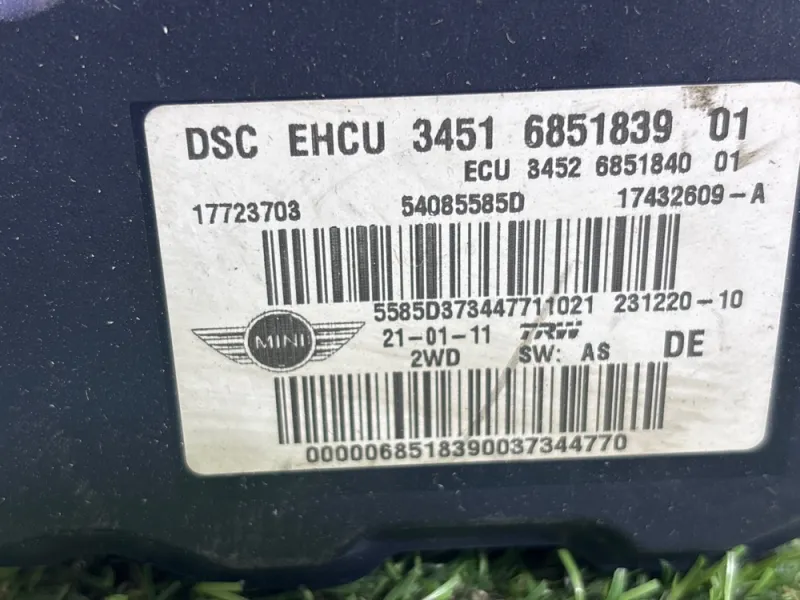 DSC EHCU 3451 6851839 01
ECU 3452 6851840 01
17723703 54085585D 17432609-A
5585D373447711021 231220-10
MINI 21-01-11 TRW DE
2WD SW: AS
0000068518390037344770